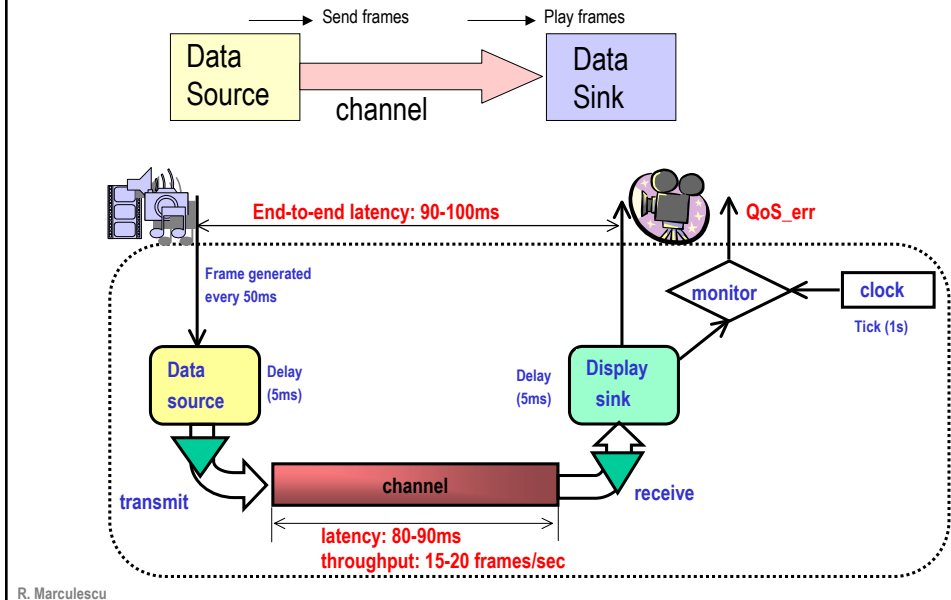 Send frames
Play frames
Data
Source
channel
Data
Sink
End-to-end latency: 90-100ms
QoS_err
Frame generated
every 50ms
monitor
clock
Tick (1s)
Data
source
Delay
(5ms)
Delay
(5ms)
Display
sink
transmit
channel
receive
latency: 80-90ms
throughput: 15-20 frames/sec
R. Marculescu